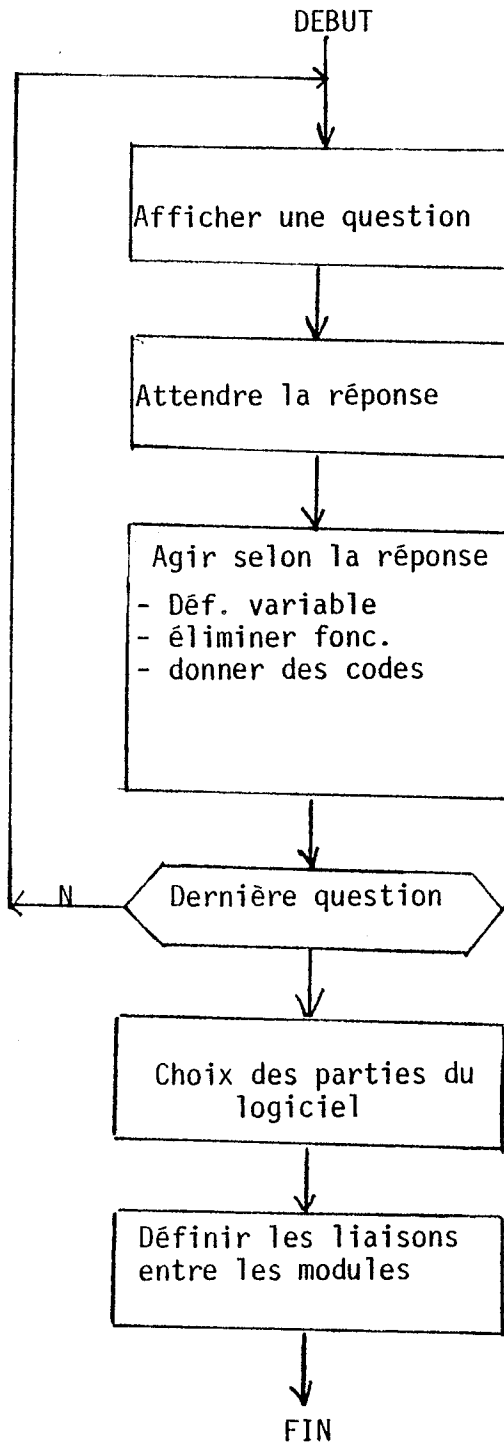 DEBUT
Afficher une question
Attendre la réponse
Agir selon la réponse
- Déf. variable
- éliminer fonc.
- donner des codes
Dernière question
N
Choix des parties du
logiciel
Définir les liaisons
entre les modules
FIN